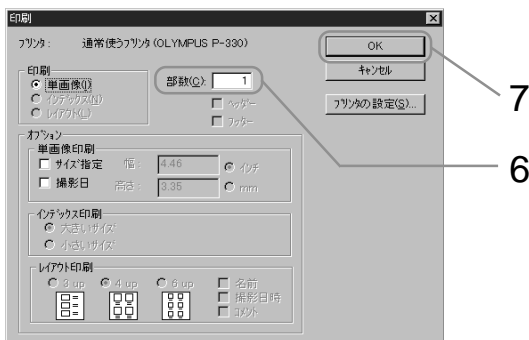 印刷
プリンタ: 通常使うプリンタ(OLYMPUS P-330)
OK
キャンセル
プリンタの設定(S)...
印刷
単画像(I)
インデックス(N)
レイアウト(L)
部数(C): 1
ヘッダー
フッター
7
6
オプション
単画像印刷
サイズ指定 幅: 4.46 インチ
撮影日 高さ: 3.35 mm
インデックス印刷
大きいサイズ
小さいサイズ
レイアウト印刷
3 up 4 up 6 up 名前
撮影日時
コメント